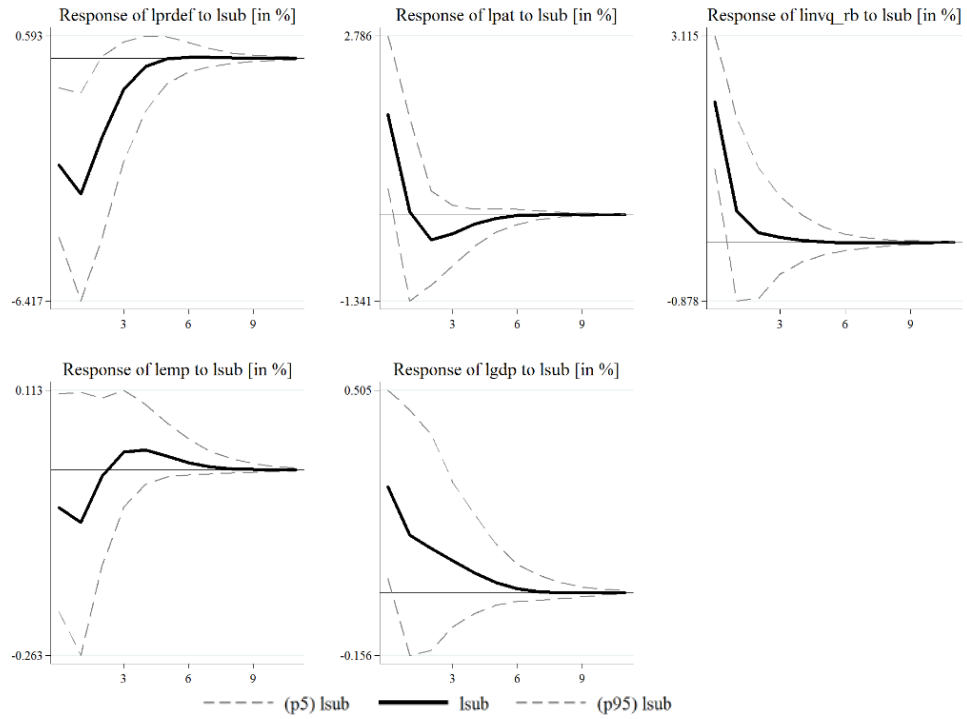 Response of lprdef to lsub [in %]
0.593
-6.417
3 6 9
Response of lpat to lsub [in %]
2.786
-1.341
3 6 9
Response of linvq_rb to lsub [in %]
3.115
-0.878
3 6 9
Response of lemp to lsub [in %]
0.113
-0.263
3 6 9
Response of lgdp to lsub [in %]
0.505
-0.156
3 6 9
(p5) lsub lsub (p95) lsub